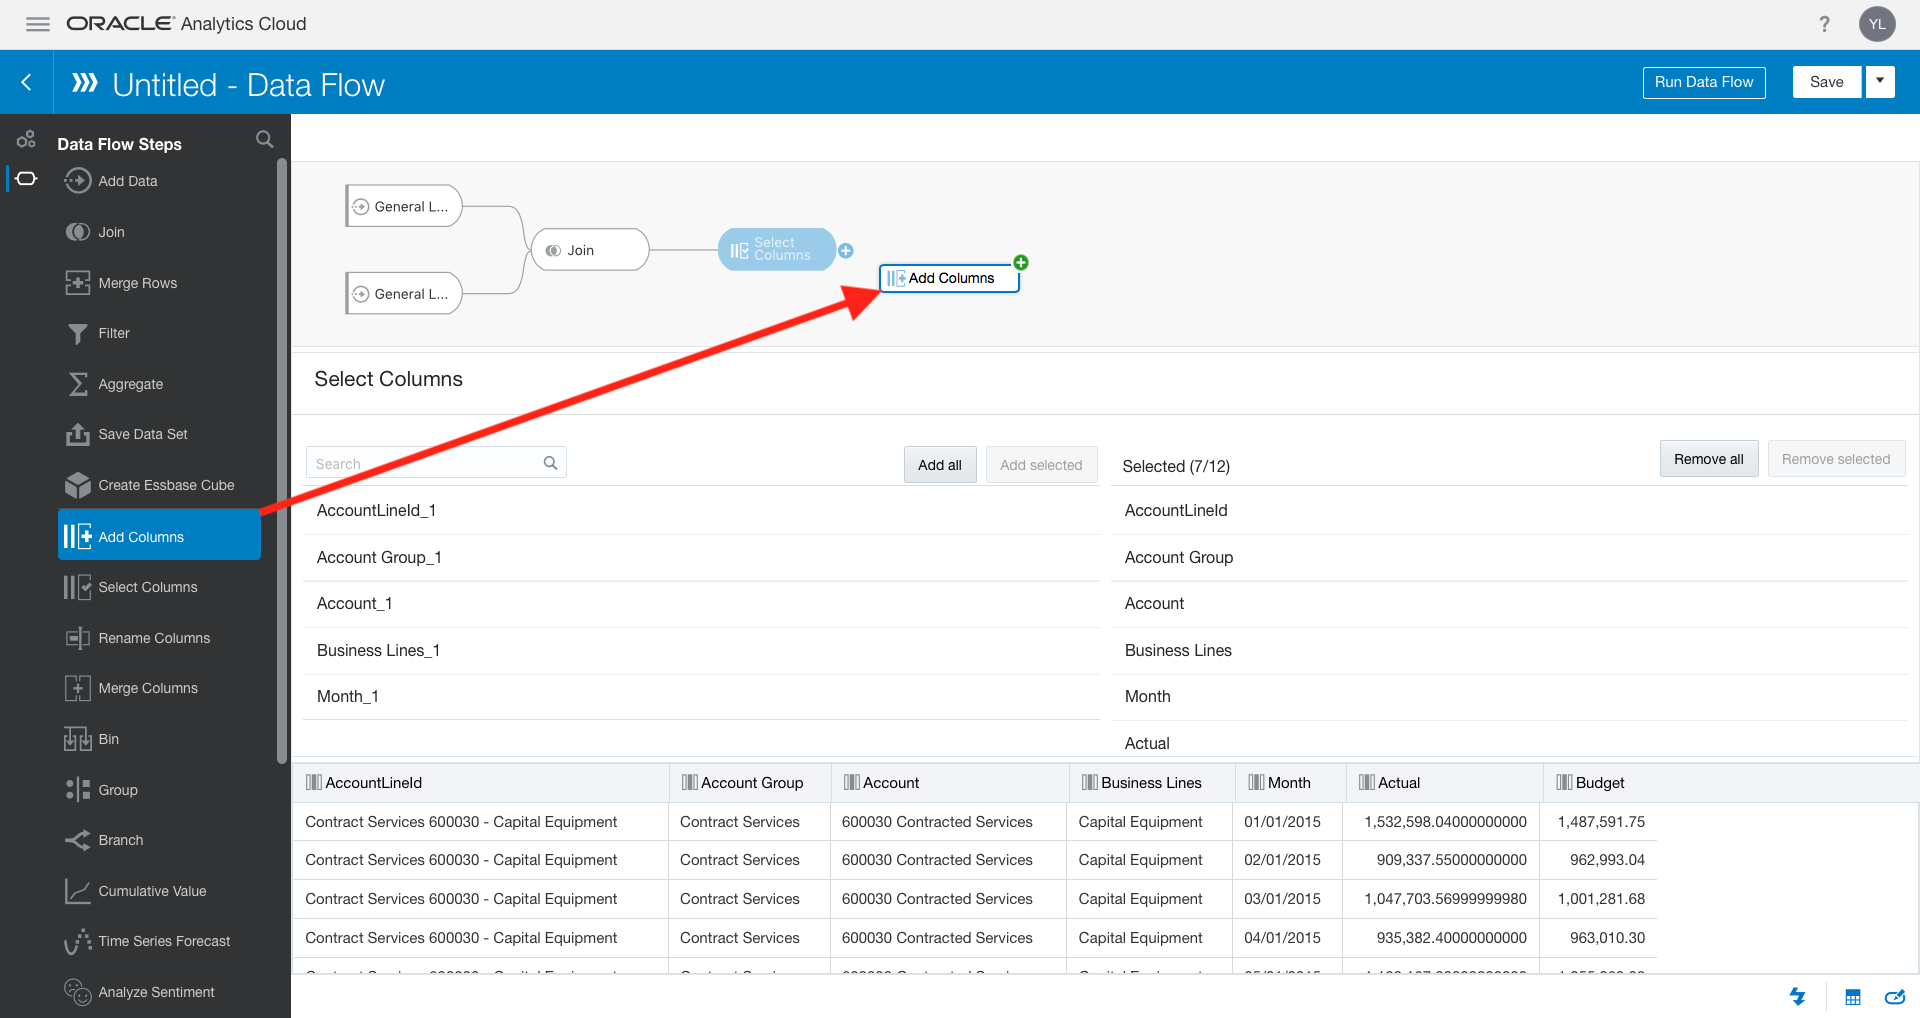 ORACLE Analytics Cloud
?
YL
Untitled - Data Flow
Run Data Flow
Save
Data Flow Steps
Add Data
Join
Merge Rows
Filter
Aggregate
Save Data Set
Create Essbase Cube
Add Columns
Select Columns
Rename Columns
Merge Columns
Bin
Group
Branch
Cumulative Value
Time Series Forecast
Analyze Sentiment
General L...
General L...
Join
Select
Columns
Add Columns
Select Columns
Search
Add all
Add selected
Selected (7/12)
Remove all
Remove selected
AccountLineId_1
Account Group_1
Account_1
Business Lines_1
Month_1
AccountLineId
Account Group
Account
Business Lines
Month
Actual
AccountLineId Account Group Account Business Lines Month Actual Budget
Contract Services 600030 - Capital Equipment Contract Services 600030 Contracted Services Capital Equipment 01/01/2015 1,532,598.04000000000 1,487,591.75
Contract Services 600030 - Capital Equipment Contract Services 600030 Contracted Services Capital Equipment 02/01/2015 909,337.55000000000 962,993.04
Contract Services 600030 - Capital Equipment Contract Services 600030 Contracted Services Capital Equipment 03/01/2015 1,047,703.56999999980 1,001,281.68
Contract Services 600030 - Capital Equipment Contract Services 600030 Contracted Services Capital Equipment 04/01/2015 935,382.40000000000 963,010.30